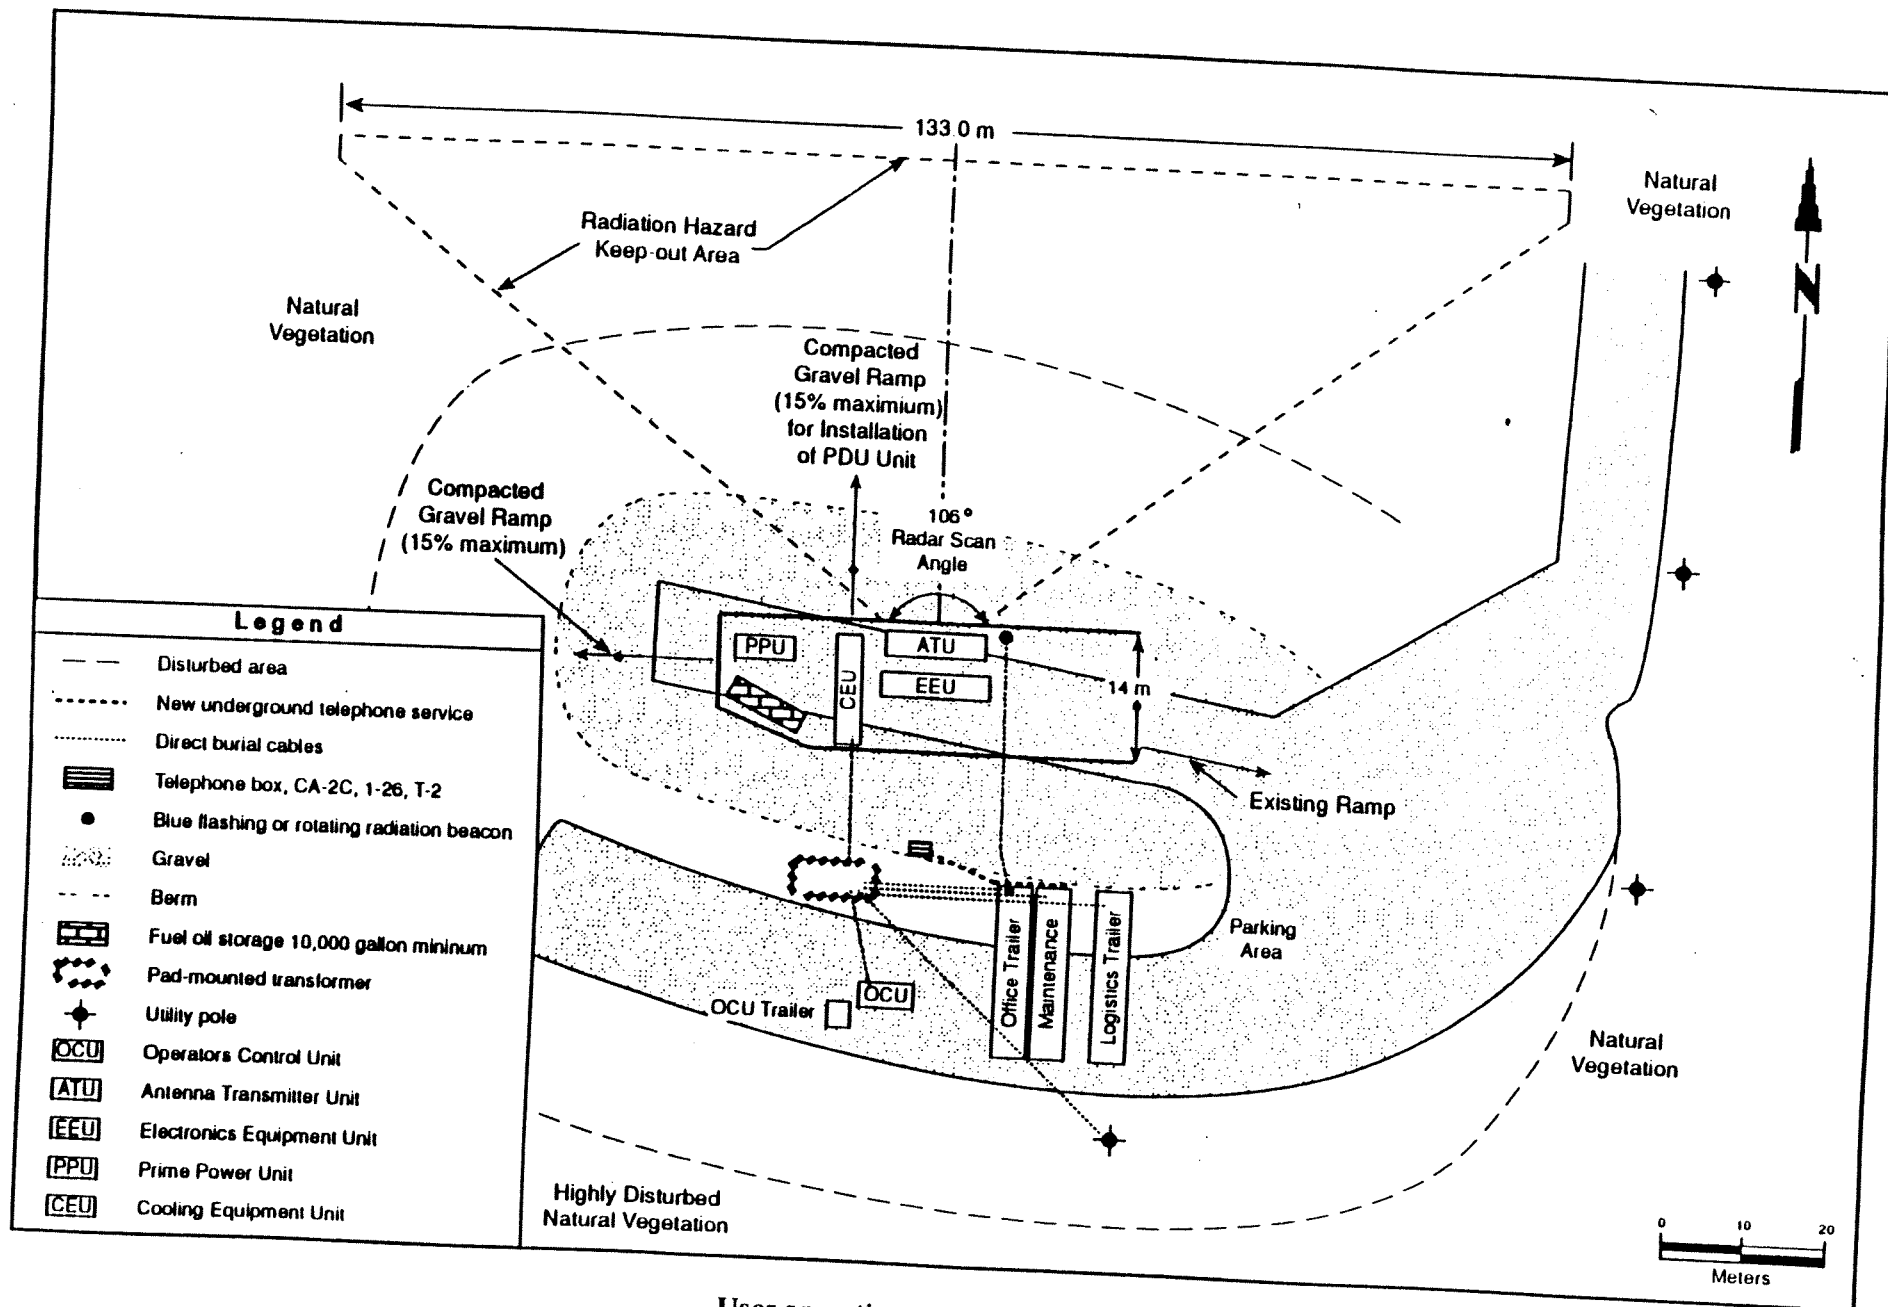 133.0 m
Natural
Vegetation
Radiation Hazard
Keep-out Area
N
Natural
Vegetation
Compacted
Gravel Ramp
(15% maximium)
for Installation
of PDU Unit
Compacted
Gravel Ramp
(15% maximum)
106°
Radar Scan
Angle
PPU
CEU
ATU
EEU
14 m
Existing Ramp
Parking
Area
Office Trailer
Maintenance
Logistics Trailer
OCU
OCU Trailer
Natural
Vegetation
Highly Disturbed
Natural Vegetation
0 10 20
Meters
Legend
Disturbed area
New underground telephone service
Direct burial cables
Telephone box, CA-2C, 1-26, T-2
Blue flashing or rotating radiation beacon
Gravel
Berm
Fuel oil storage 10,000 gallon mininum
Pad-mounted transformer
Utility pole
OCU Operators Control Unit
ATU Antenna Transmitter Unit
EEU Electronics Equipment Unit
PPU Prime Power Unit
CEU Cooling Equipment Unit